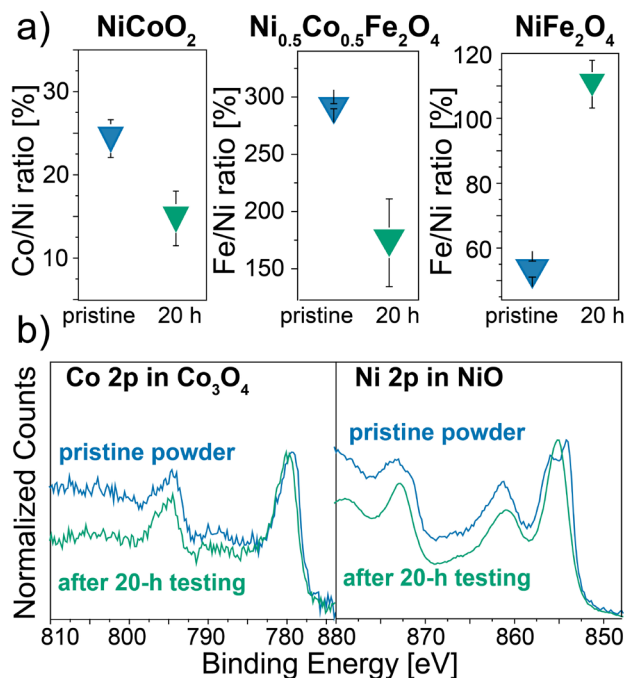 a)
NiCoO₂
Ni₀.₅Co₀.₅Fe₂O₄
NiFe₂O₄
Co/Ni ratio [%]
30
20
10
pristine
20 h
Fe/Ni ratio [%]
300
250
200
150
pristine
20 h
Fe/Ni ratio [%]
120
100
80
60
pristine
20 h
b)
Normalized Counts
Co 2p in Co₃O₄
pristine powder
after 20-h testing
Ni 2p in NiO
pristine powder
after 20-h testing
810
800
790
780
880
870
860
850
Binding Energy [eV]